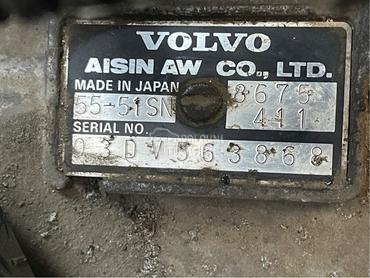 VOLVO
AISIN AW CO., LTD.
MADE IN JAPAN 8675
55-51SN 411
SERIAL NO.
03DV563868